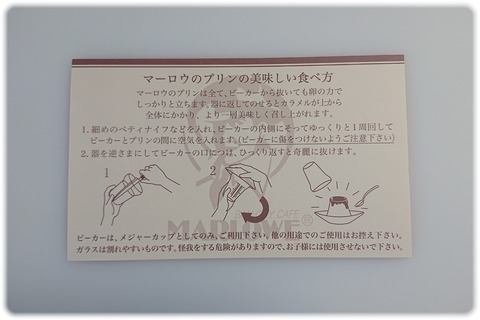 マーロウのプリンの美味しい食べ方
マーロウのプリンは全て、ビーカーから抜いても卵の力で
しっかりと立ちます。器に返してのせるとカラメルが上から
全体にかかり、より一層美味しく召し上がれます。
1. 細めのペティナイフなどを入れ、ビーカーの内側にそってゆっくりと1周回して
ビーカーとプリンの間に空気を入れます。(ビーカーに傷をつけないようご注意下さい)
2. 器を逆さまにしてビーカーの口につけ、ひっくり返すと奇麗に抜けます。
1
2
CAFE
MARLOWE
ビーカーは、メジャーカップとしてのみ、ご利用下さい。他の用途でのご使用はお控え下さい。
ガラスは割れやすいものです。怪我をする危険がありますので、お子様には使用させないで下さい。